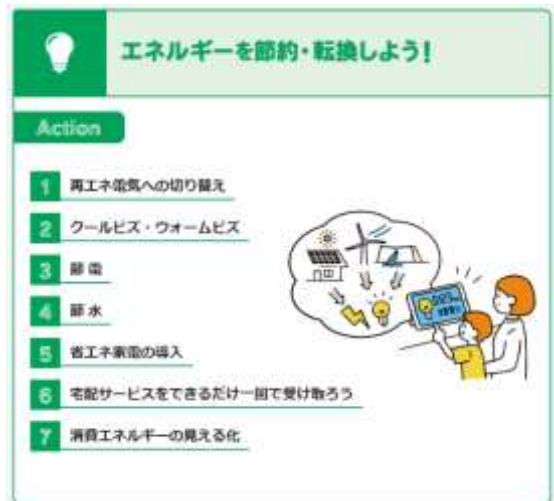 エネルギーを節約・転換しよう！
Action
1 再エネ電気への切り替え
2 クールビズ・ウォームビズ
3 節電
4 節水
5 省エネ家電の導入
6 宅配サービスをできるだけ一回で受け取ろう
7 消費エネルギーの見える化